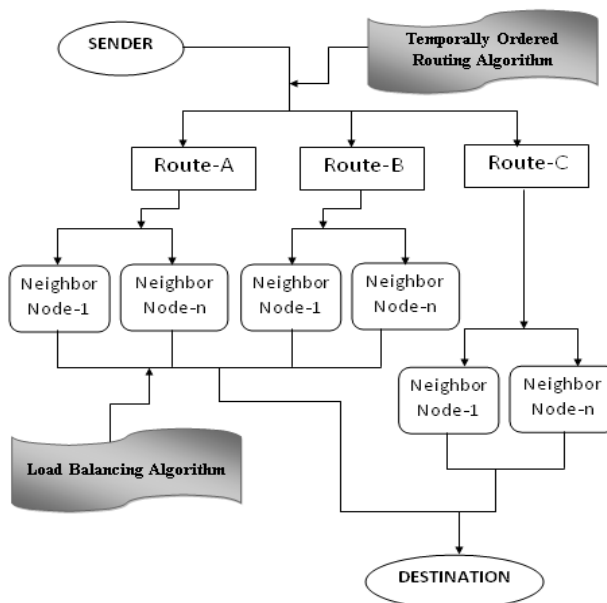 SENDER
Temporally Ordered
Routing Algorithm
Route-A
Route-B
Route-C
Neighbor
Node-1
Neighbor
Node-n
Neighbor
Node-1
Neighbor
Node-n
Neighbor
Node-1
Neighbor
Node-n
Load Balancing Algorithm
DESTINATION